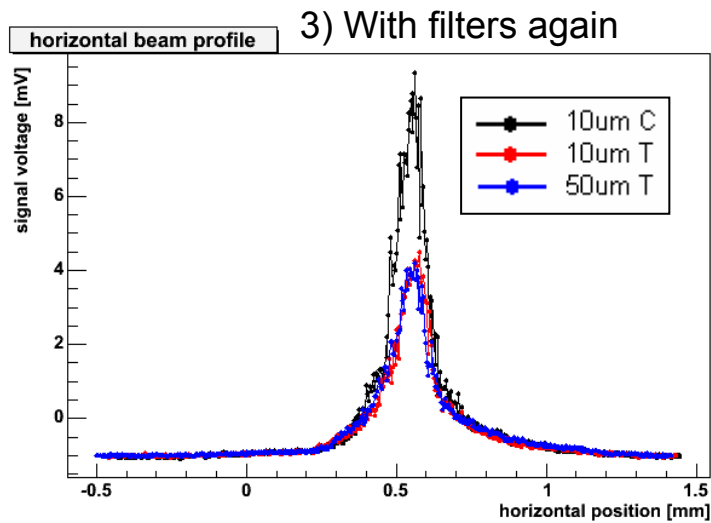 3) With filters again
horizontal beam profile
signal voltage [mV]
8
6
4
2
0
10um C
10um T
50um T
-0.5
0
0.5
1
1.5
horizontal position [mm]